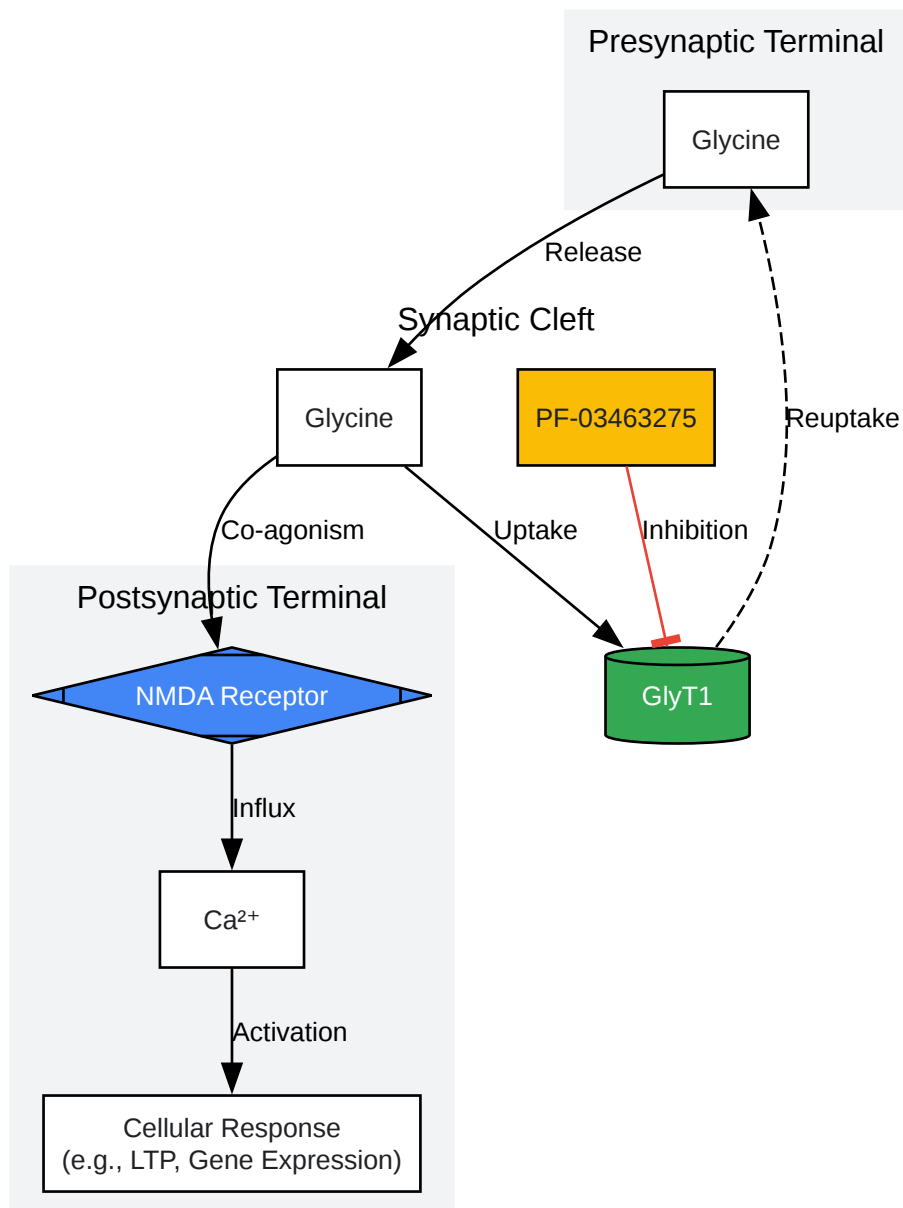 Presynaptic Terminal
Glycine
Release
Synaptic Cleft
Glycine
PF-03463275
Reuptake
Co-agonism
Uptake
Inhibition
Postsynaptic Terminal
NMDA Receptor
GlyT1
Influx
Ca²⁺
Activation
Cellular Response
(e.g., LTP, Gene Expression)